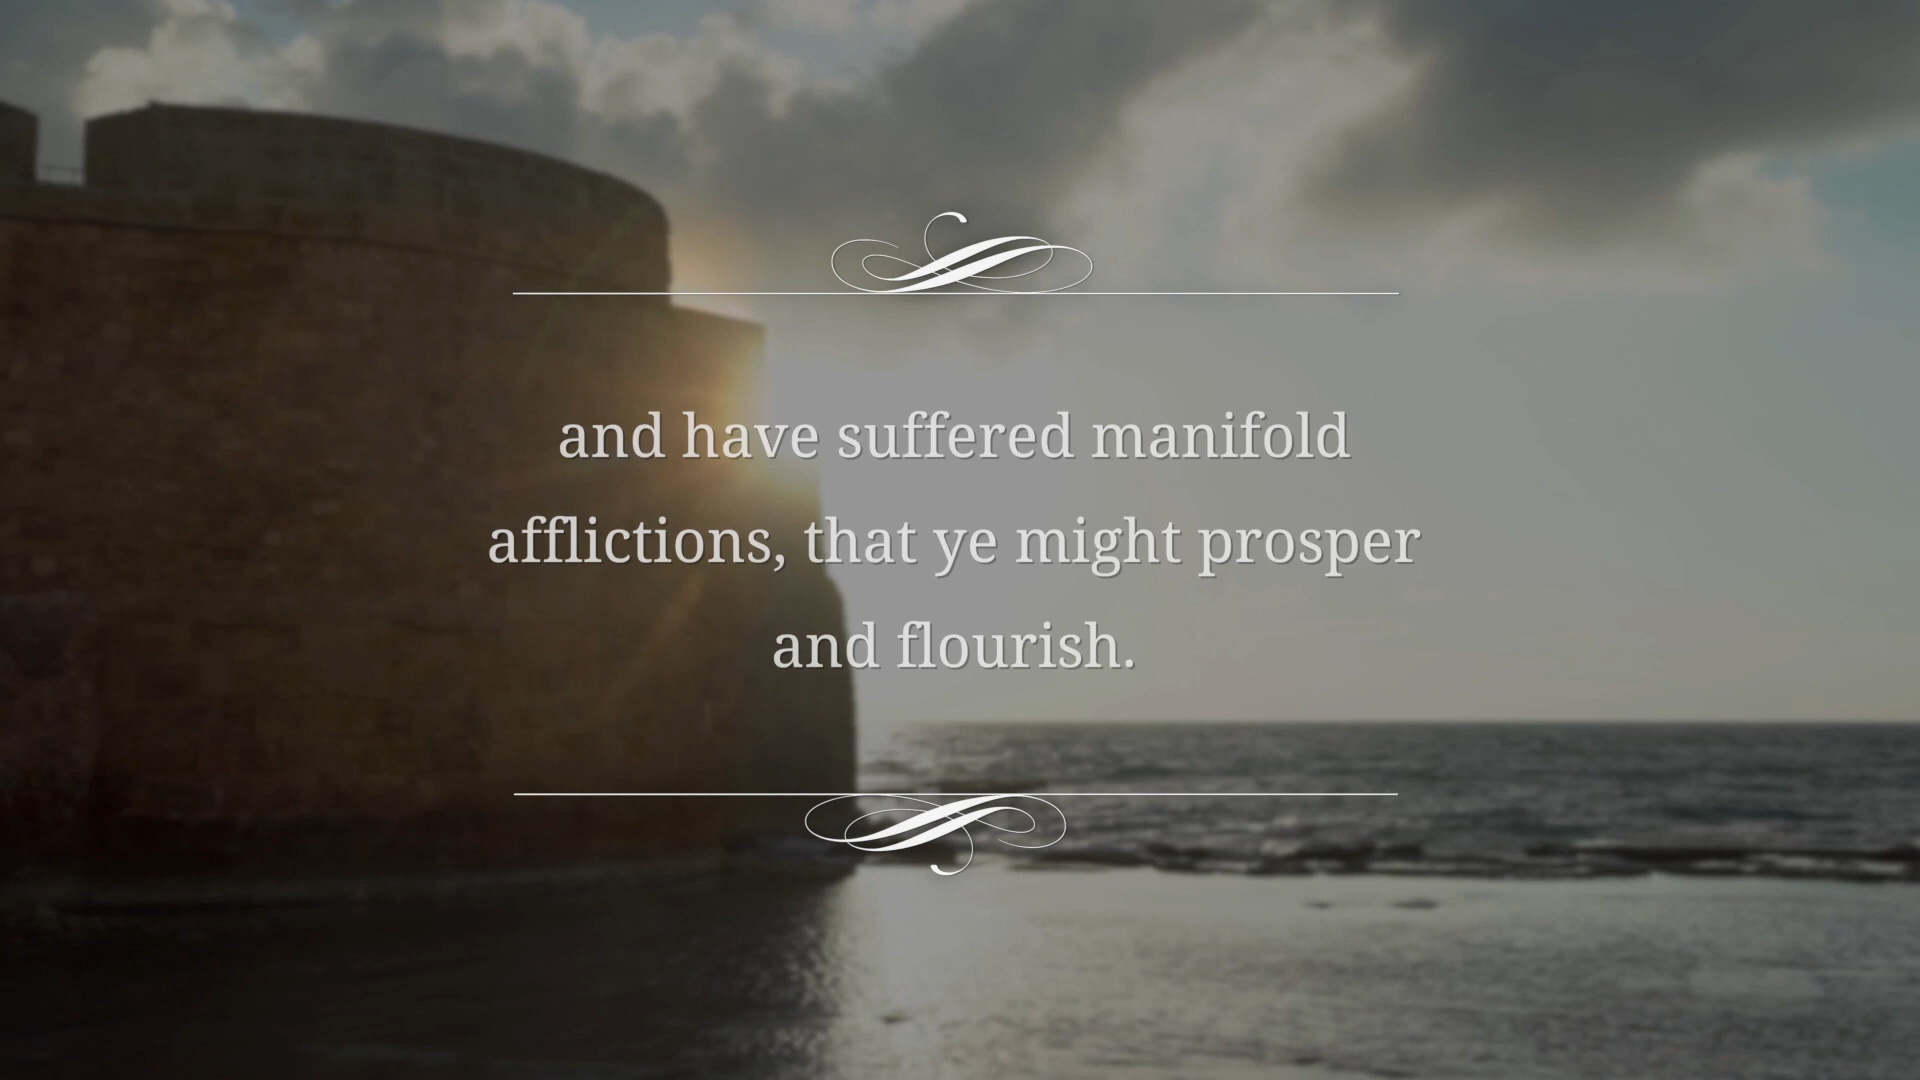 and have suffered manifold
afflictions, that ye might prosper
and flourish.